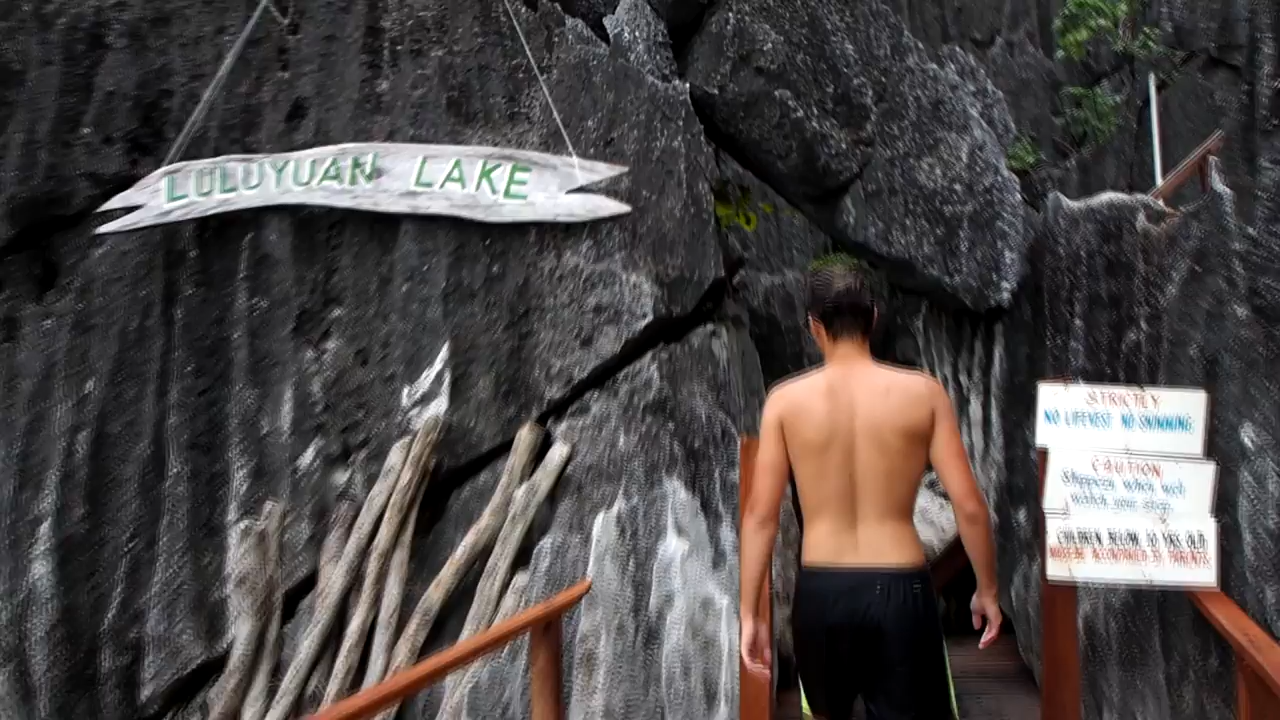 LULUYUAN LAKE
STRICTLY
NO LIFEVEST NO SWIMMING
CAUTION
Slippery when wet
watch your step
CHILDREN BELOW 10 YRS OLD
MUST BE ACCOMPANIED BY PARENTS